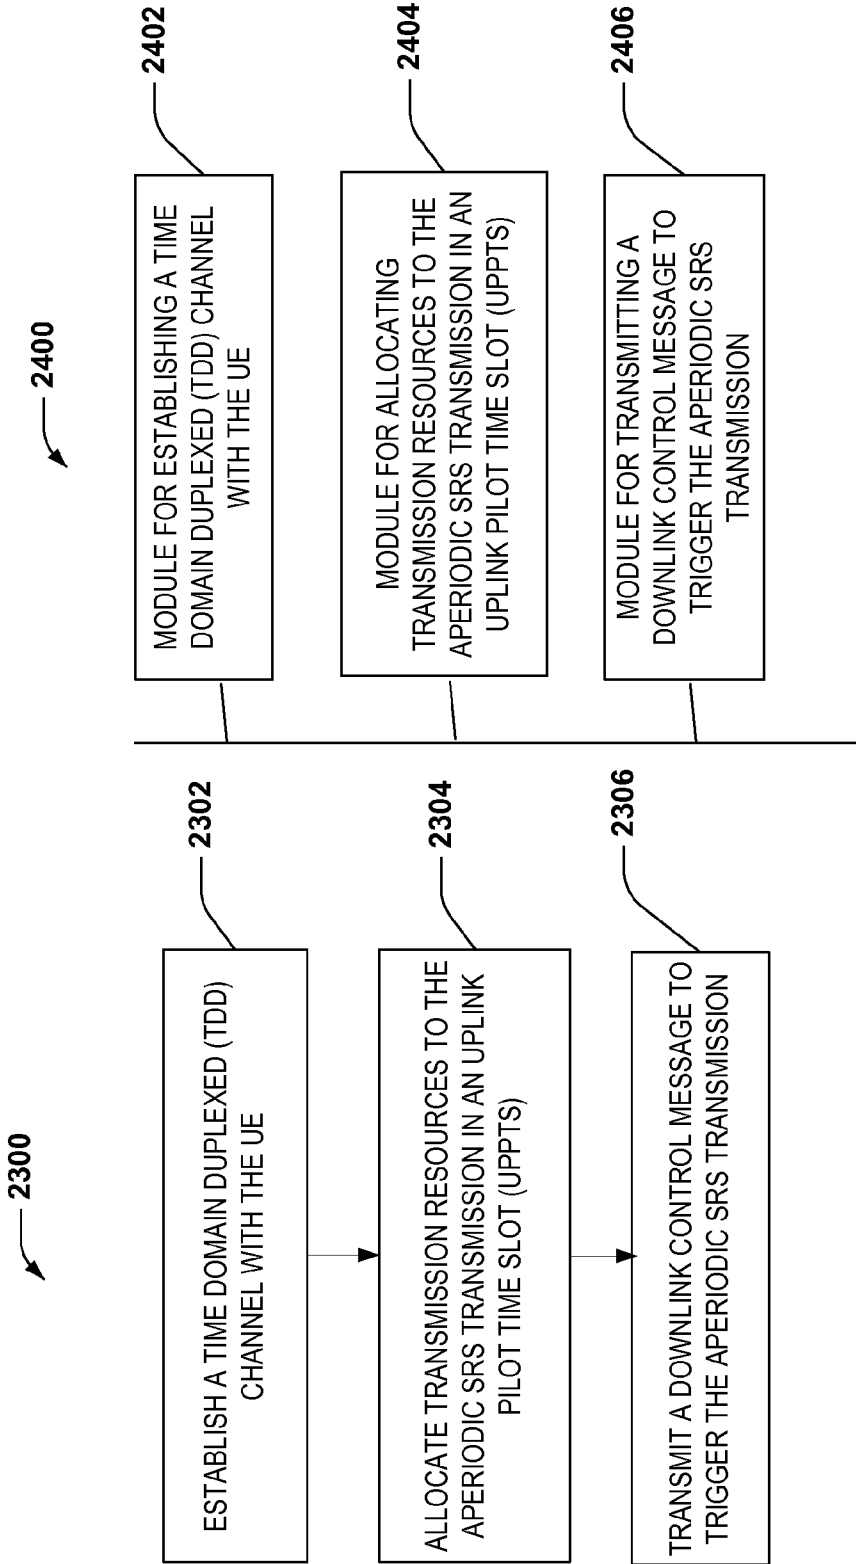 2300
2302
ESTABLISH A TIME DOMAIN DUPLEXED (TDD)
CHANNEL WITH THE UE
2304
ALLOCATE TRANSMISSION RESOURCES TO THE
APERIODIC SRS TRANSMISSION IN AN UPLINK
PILOT TIME SLOT (UPPTS)
2306
TRANSMIT A DOWNLINK CONTROL MESSAGE TO
TRIGGER THE APERIODIC SRS TRANSMISSION
2400
2402
MODULE FOR ESTABLISHING A TIME
DOMAIN DUPLEXED (TDD) CHANNEL
WITH THE UE
2404
MODULE FOR ALLOCATING
TRANSMISSION RESOURCES TO THE
APERIODIC SRS TRANSMISSION IN AN
UPLINK PILOT TIME SLOT (UPPTS)
2406
MODULE FOR TRANSMITTING A
DOWNLINK CONTROL MESSAGE TO
TRIGGER THE APERIODIC SRS
TRANSMISSION